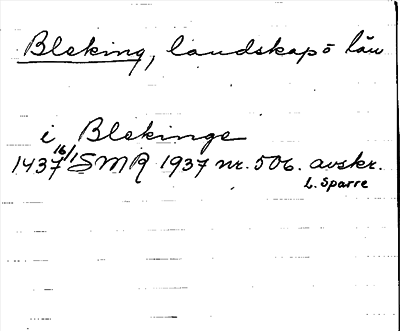 Bleking, landskap o län
i Blekinge
1437 16/1 SMR 1937 nr. 506. avskr.
L. Sparre